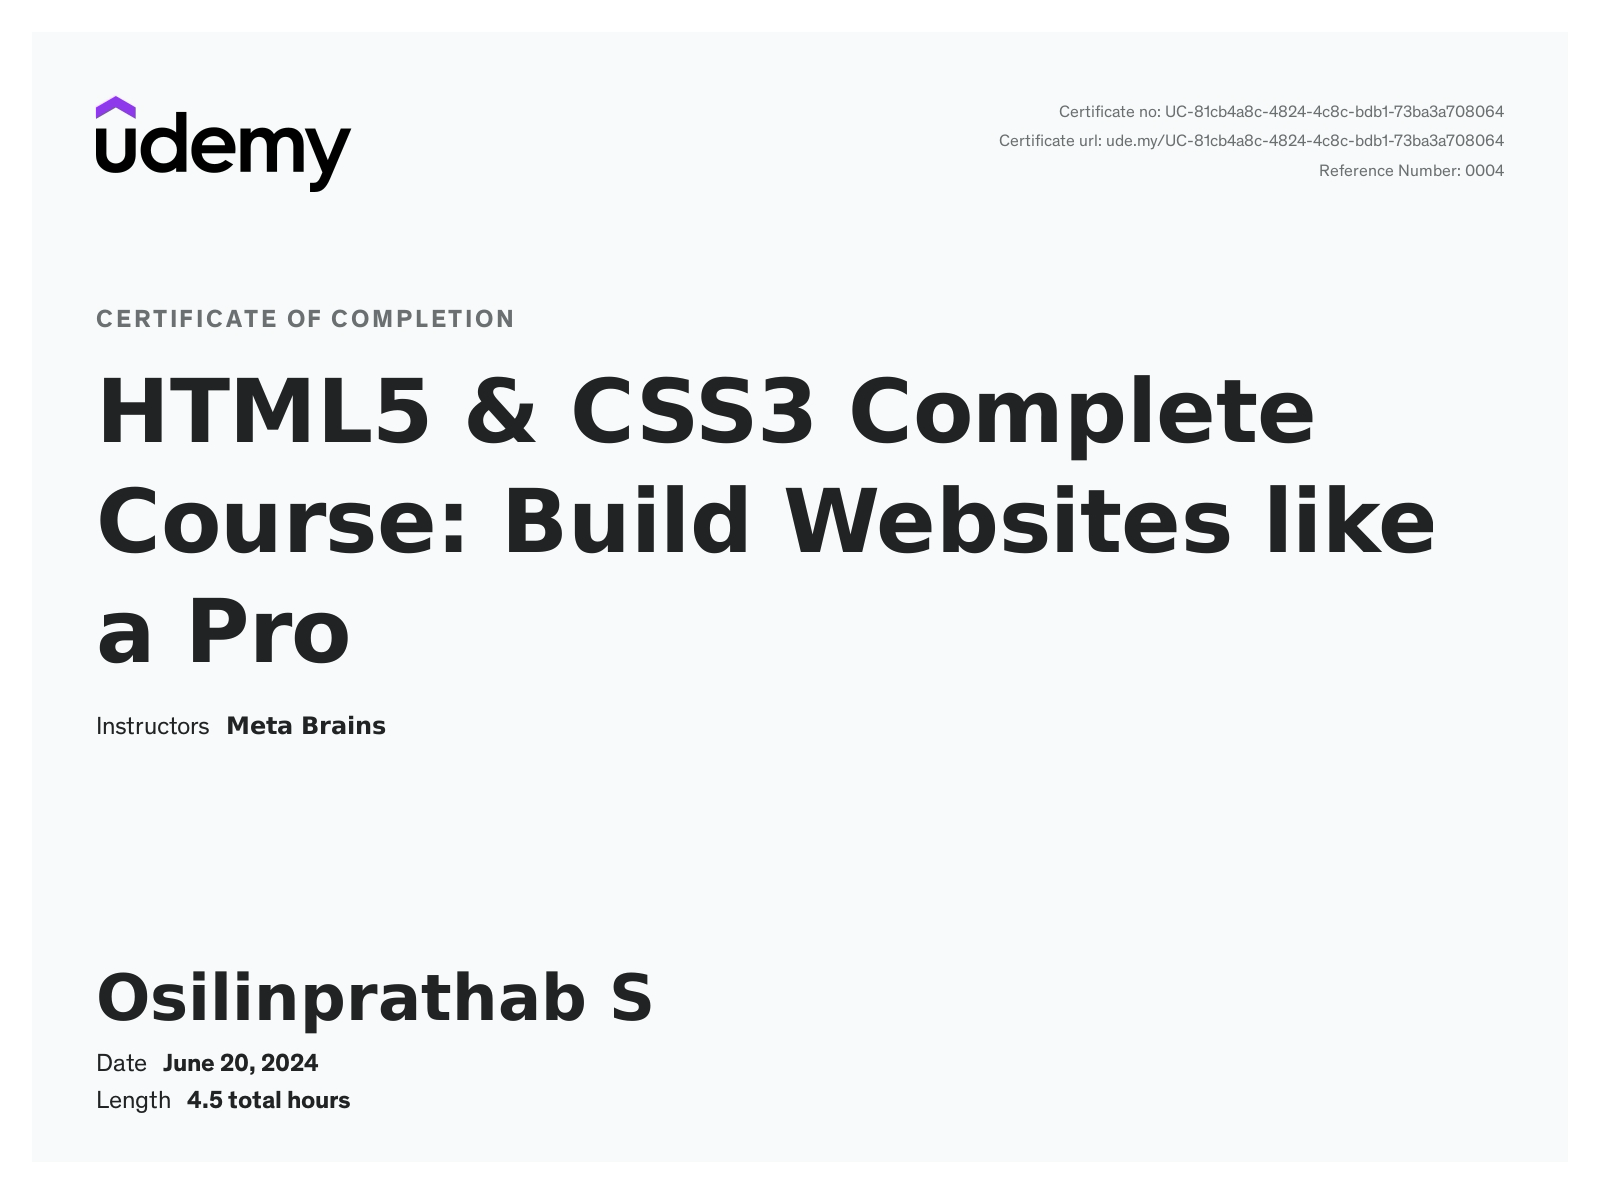 udemy
Certificate no: UC-81cb4a8c-4824-4c8c-bdb1-73ba3a708064
Certificate url: ude.my/UC-81cb4a8c-4824-4c8c-bdb1-73ba3a708064
Reference Number: 0004
CERTIFICATE OF COMPLETION
HTML5 & CSS3 Complete
Course: Build Websites like
a Pro
Instructors Meta Brains
Osilinprathab S
Date June 20, 2024
Length 4.5 total hours